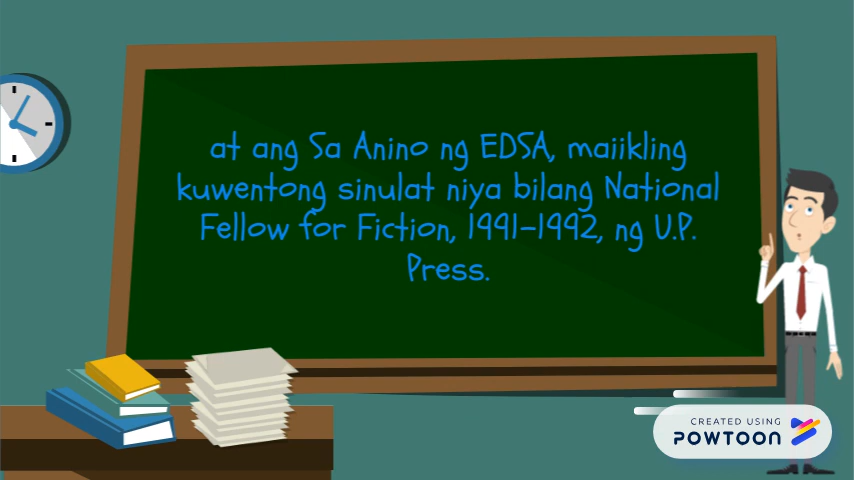 at ang Sa Anino ng EDSA, maiikling
kuwentong sinulat niya bilang National
Fellow for Fiction, 1991-1992, ng U.P.
Press.
CREATED USING
POWTOON